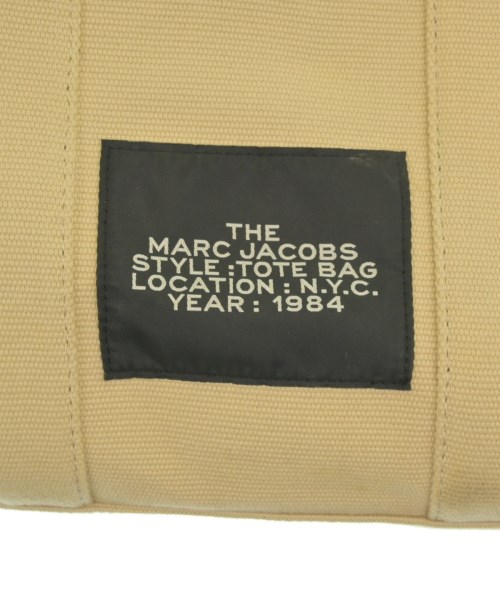 THE
MARC JACOBS
STYLE : TOTE BAG
LOCATION : N.Y.C.
YEAR : 1984